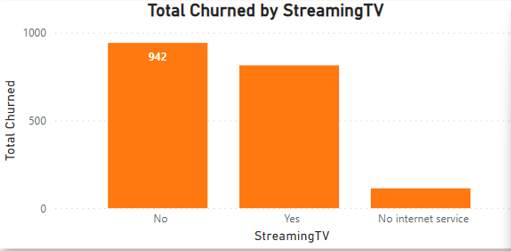 Total Churned by StreamingTV
1000
942
500
0
Total Churned
No Yes No internet service
StreamingTV